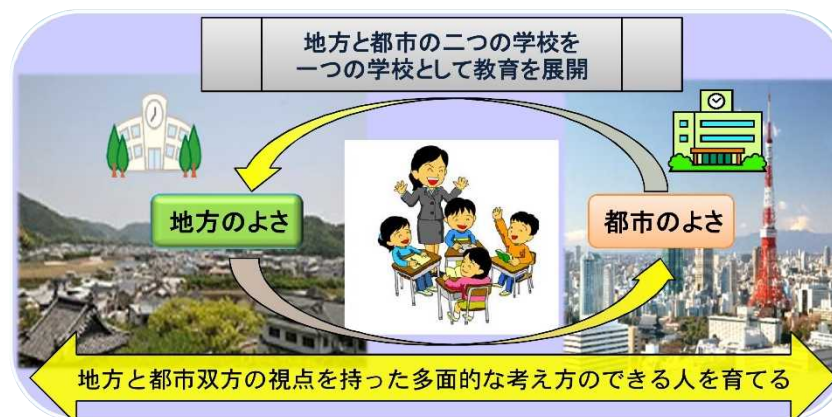 地方と都市の二つの学校を
一つの学校として教育を展開
地方のよさ
都市のよさ
地方と都市双方の視点を持った多面的な考え方のできる人を育てる